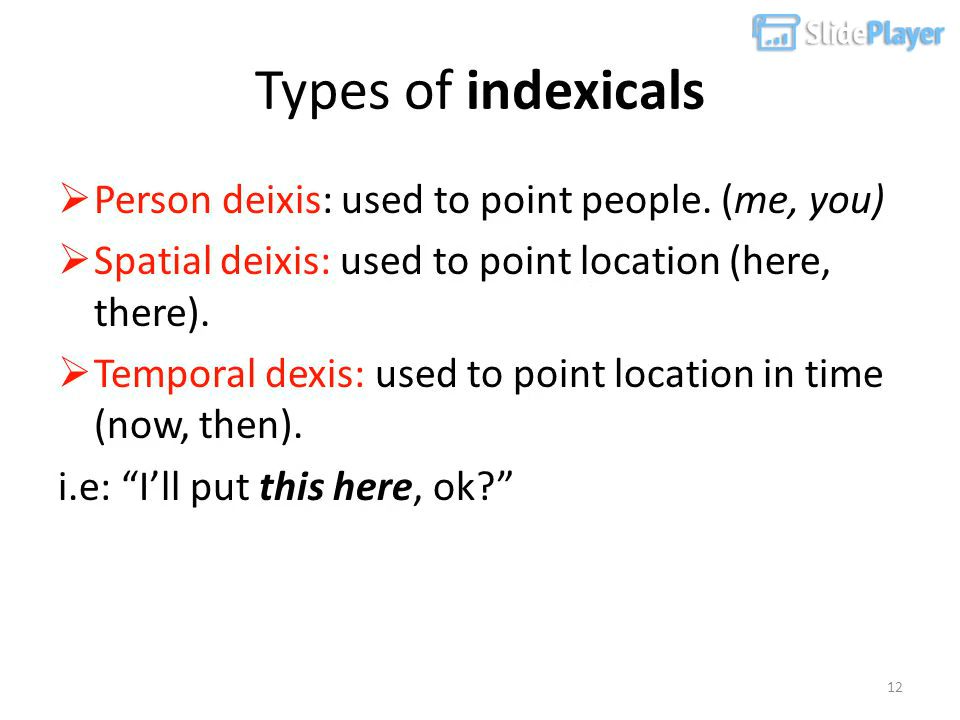 SlidePlayer
Types of indexicals
➢Person deixis: used to point people. (me, you)
➢Spatial deixis: used to point location (here,
there).
➢Temporal dexis: used to point location in time
(now, then).
i.e: “I’ll put this here, ok?”
12